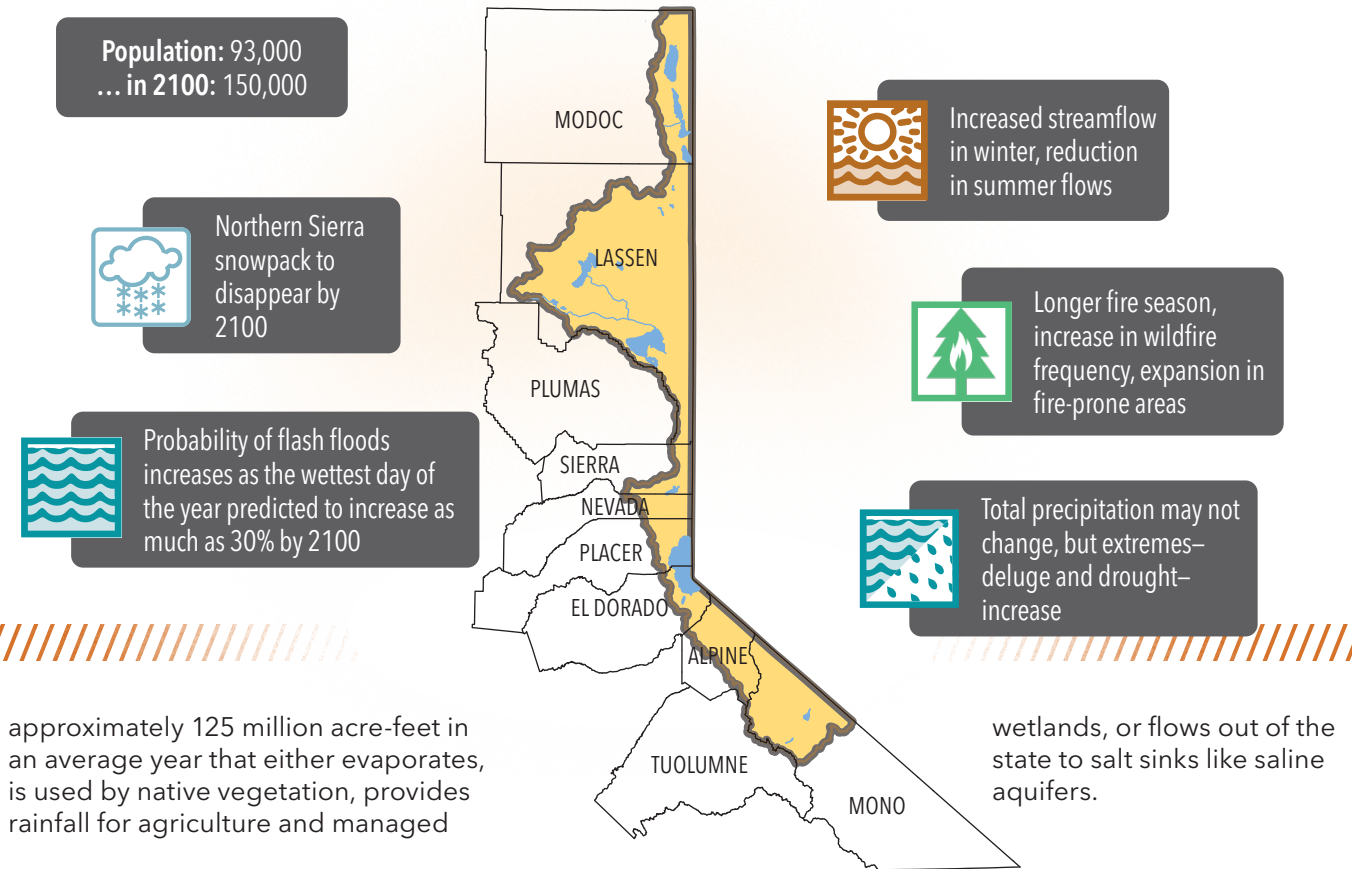 Population: 93,000
... in 2100: 150,000
Northern Sierra
snowpack to
disappear by
2100
Probability of flash floods
increases as the wettest day of
the year predicted to increase as
much as 30% by 2100
MODOC
LASSEN
PLUMAS
SIERRA
NEVADA
PLACER
EL DORADO
ALPINE
TUOLUMNE
MONO
Increased streamflow
in winter, reduction
in summer flows
Longer fire season,
increase in wildfire
frequency, expansion in
fire-prone areas
Total precipitation may not
change, but extremes–
deluge and drought–
increase
approximately 125 million acre-feet in
an average year that either evaporates,
is used by native vegetation, provides
rainfall for agriculture and managed
wetlands, or flows out of the
state to salt sinks like saline
aquifers.